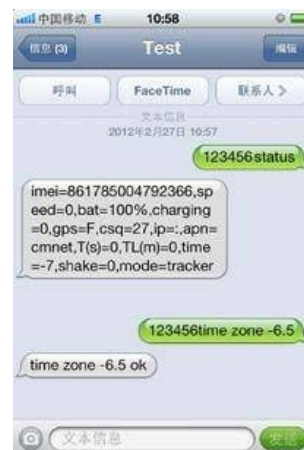 中国移动 E 10:58
信息 (3) Test 编辑
呼叫 FaceTime 联系人 >
文本信息
2012年2月27日 10:57
123456status
imei=861785004792366,sp
eed=0,bat=100%,charging
=0,gps=F,csq=27,ip=:,apn=
cmnet,T(s)=0,TL(m)=0,time
=-7,shake=0,mode=tracker
123456time zone -6.5
time zone -6.5 ok
文本信息 发送